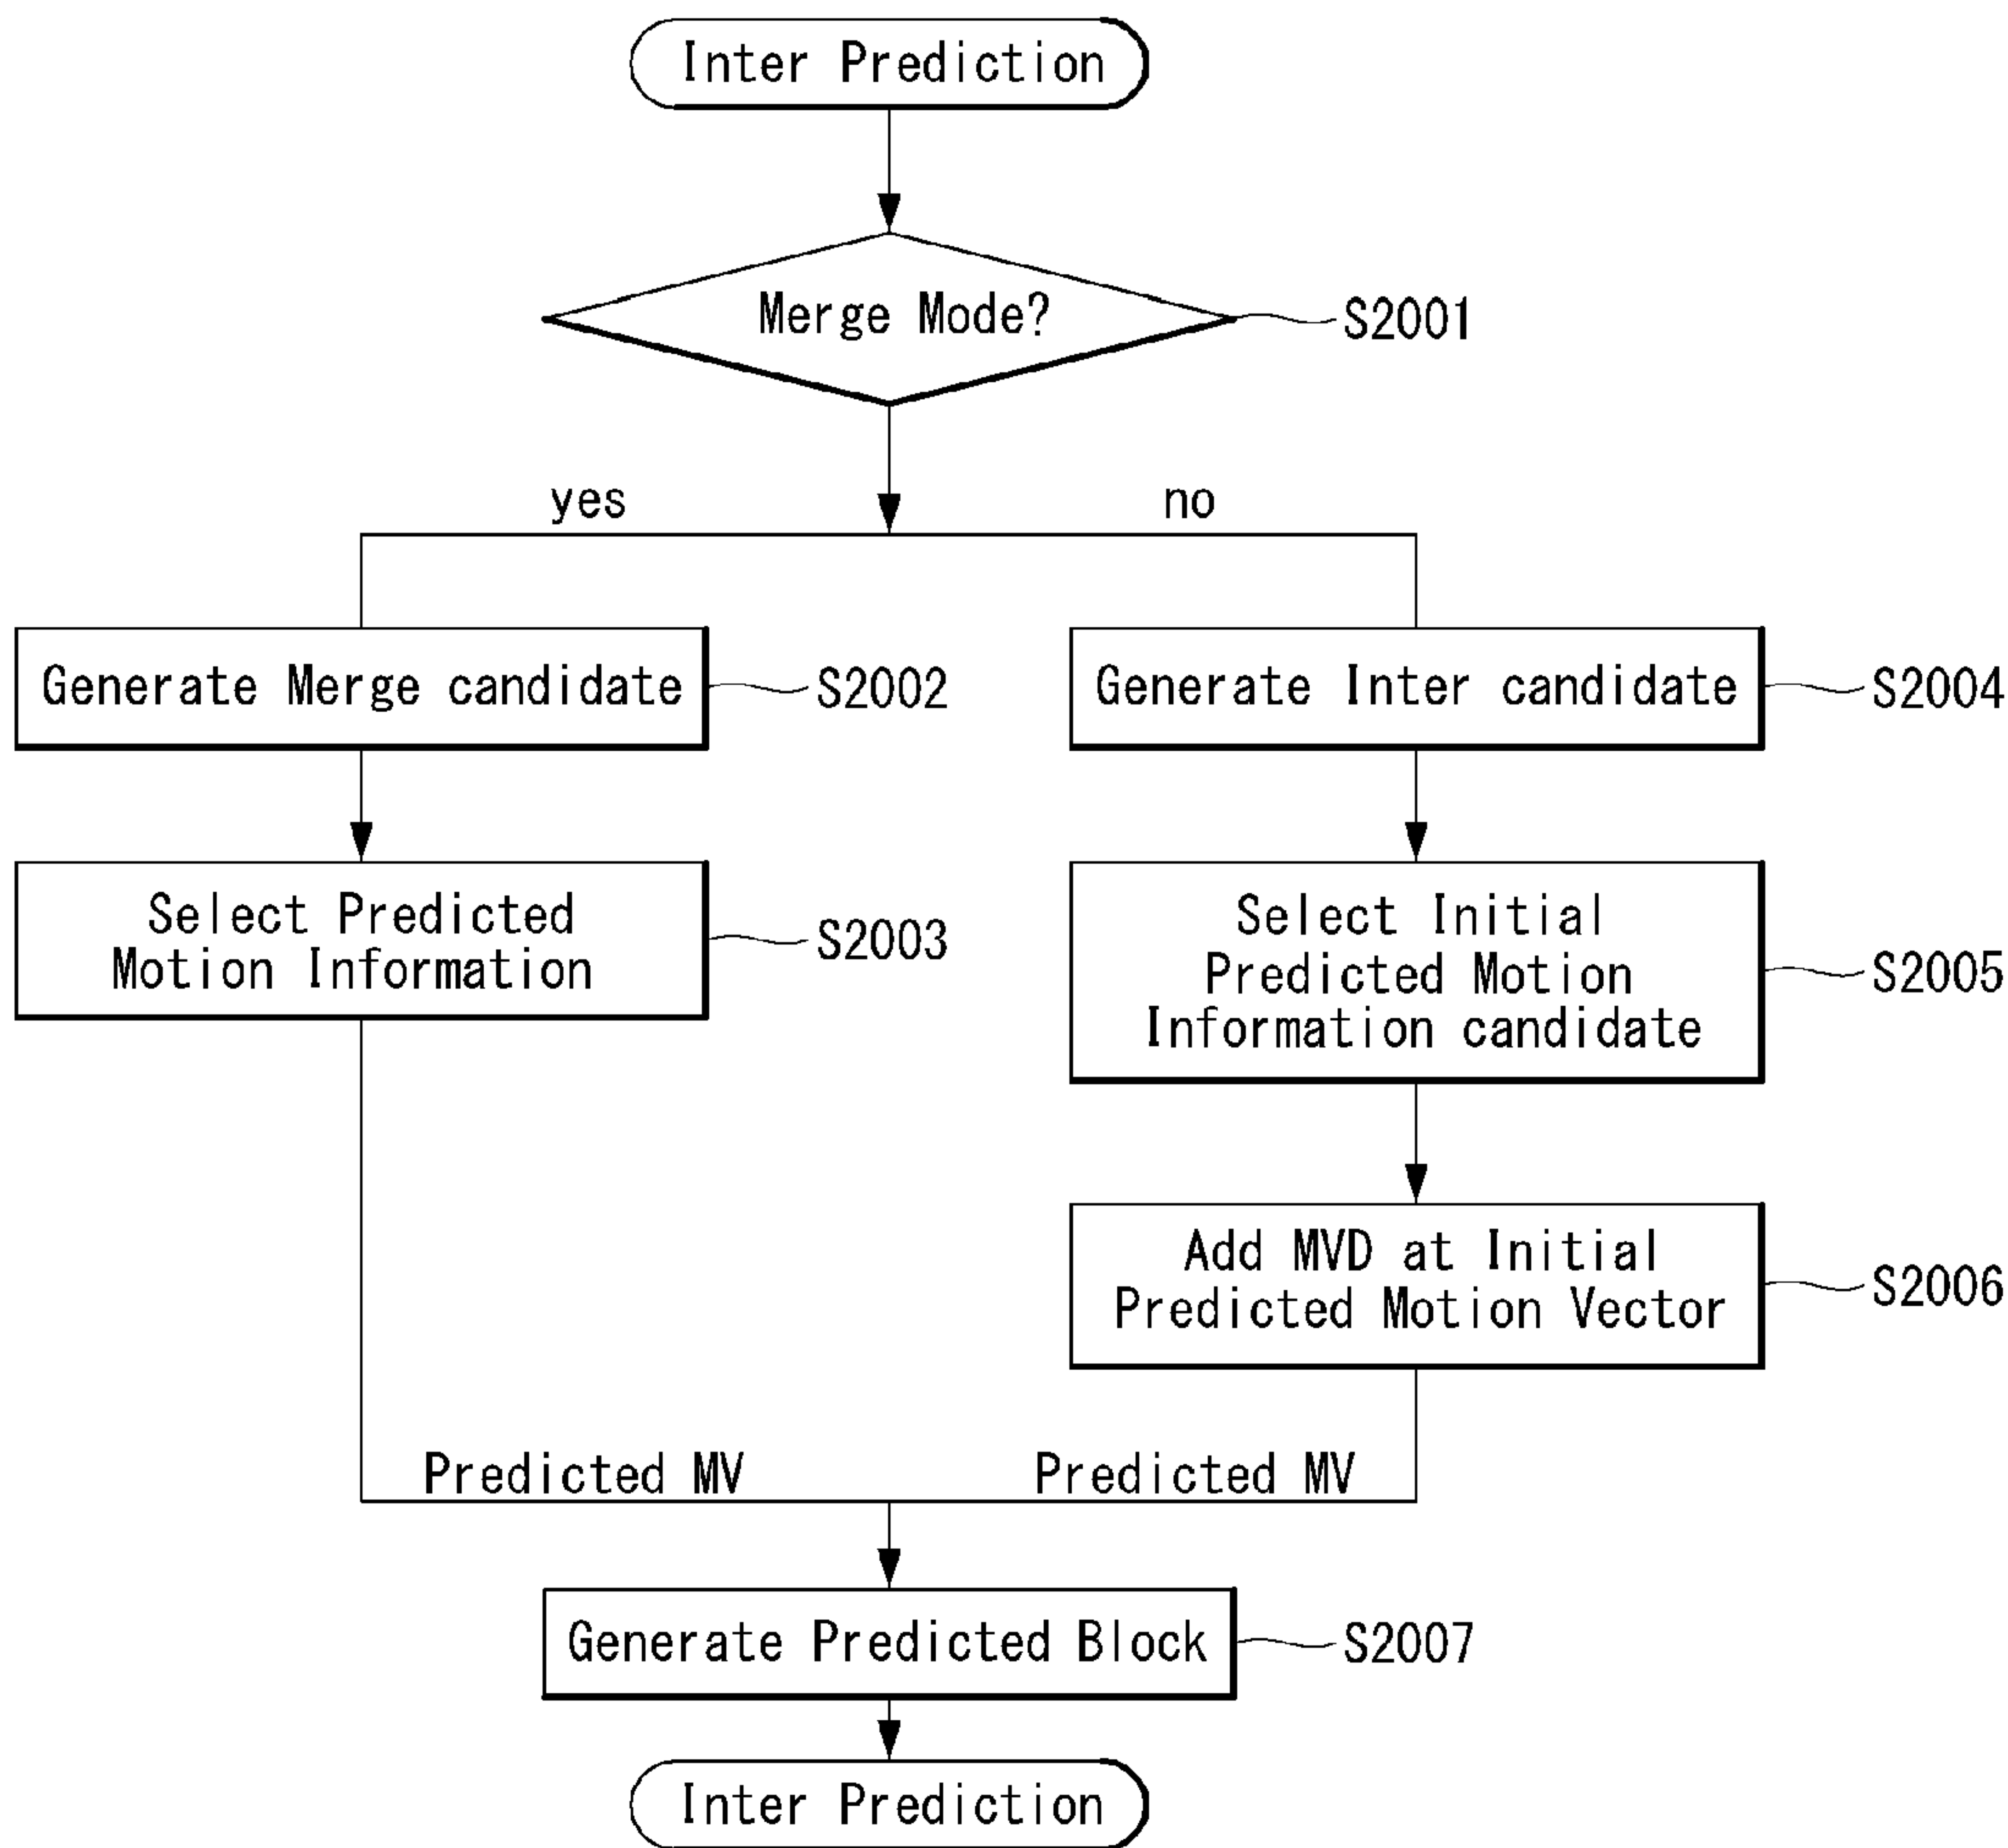 Inter Prediction
Merge Mode?
S2001
yes
no
Generate Merge candidate
S2002
Generate Inter candidate
S2004
Select Predicted
Motion Information
S2003
Select Initial
Predicted Motion
Information candidate
S2005
Add MVD at Initial
Predicted Motion Vector
S2006
Predicted MV
Predicted MV
Generate Predicted Block
S2007
Inter Prediction